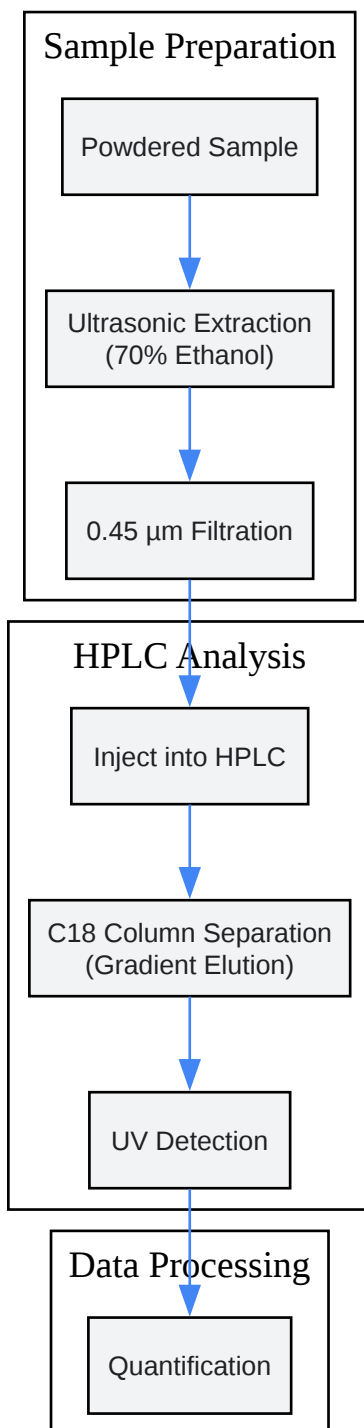 Sample Preparation
Powdered Sample
Ultrasonic Extraction
(70% Ethanol)
0.45 µm Filtration
HPLC Analysis
Inject into HPLC
C18 Column Separation
(Gradient Elution)
UV Detection
Data Processing
Quantification